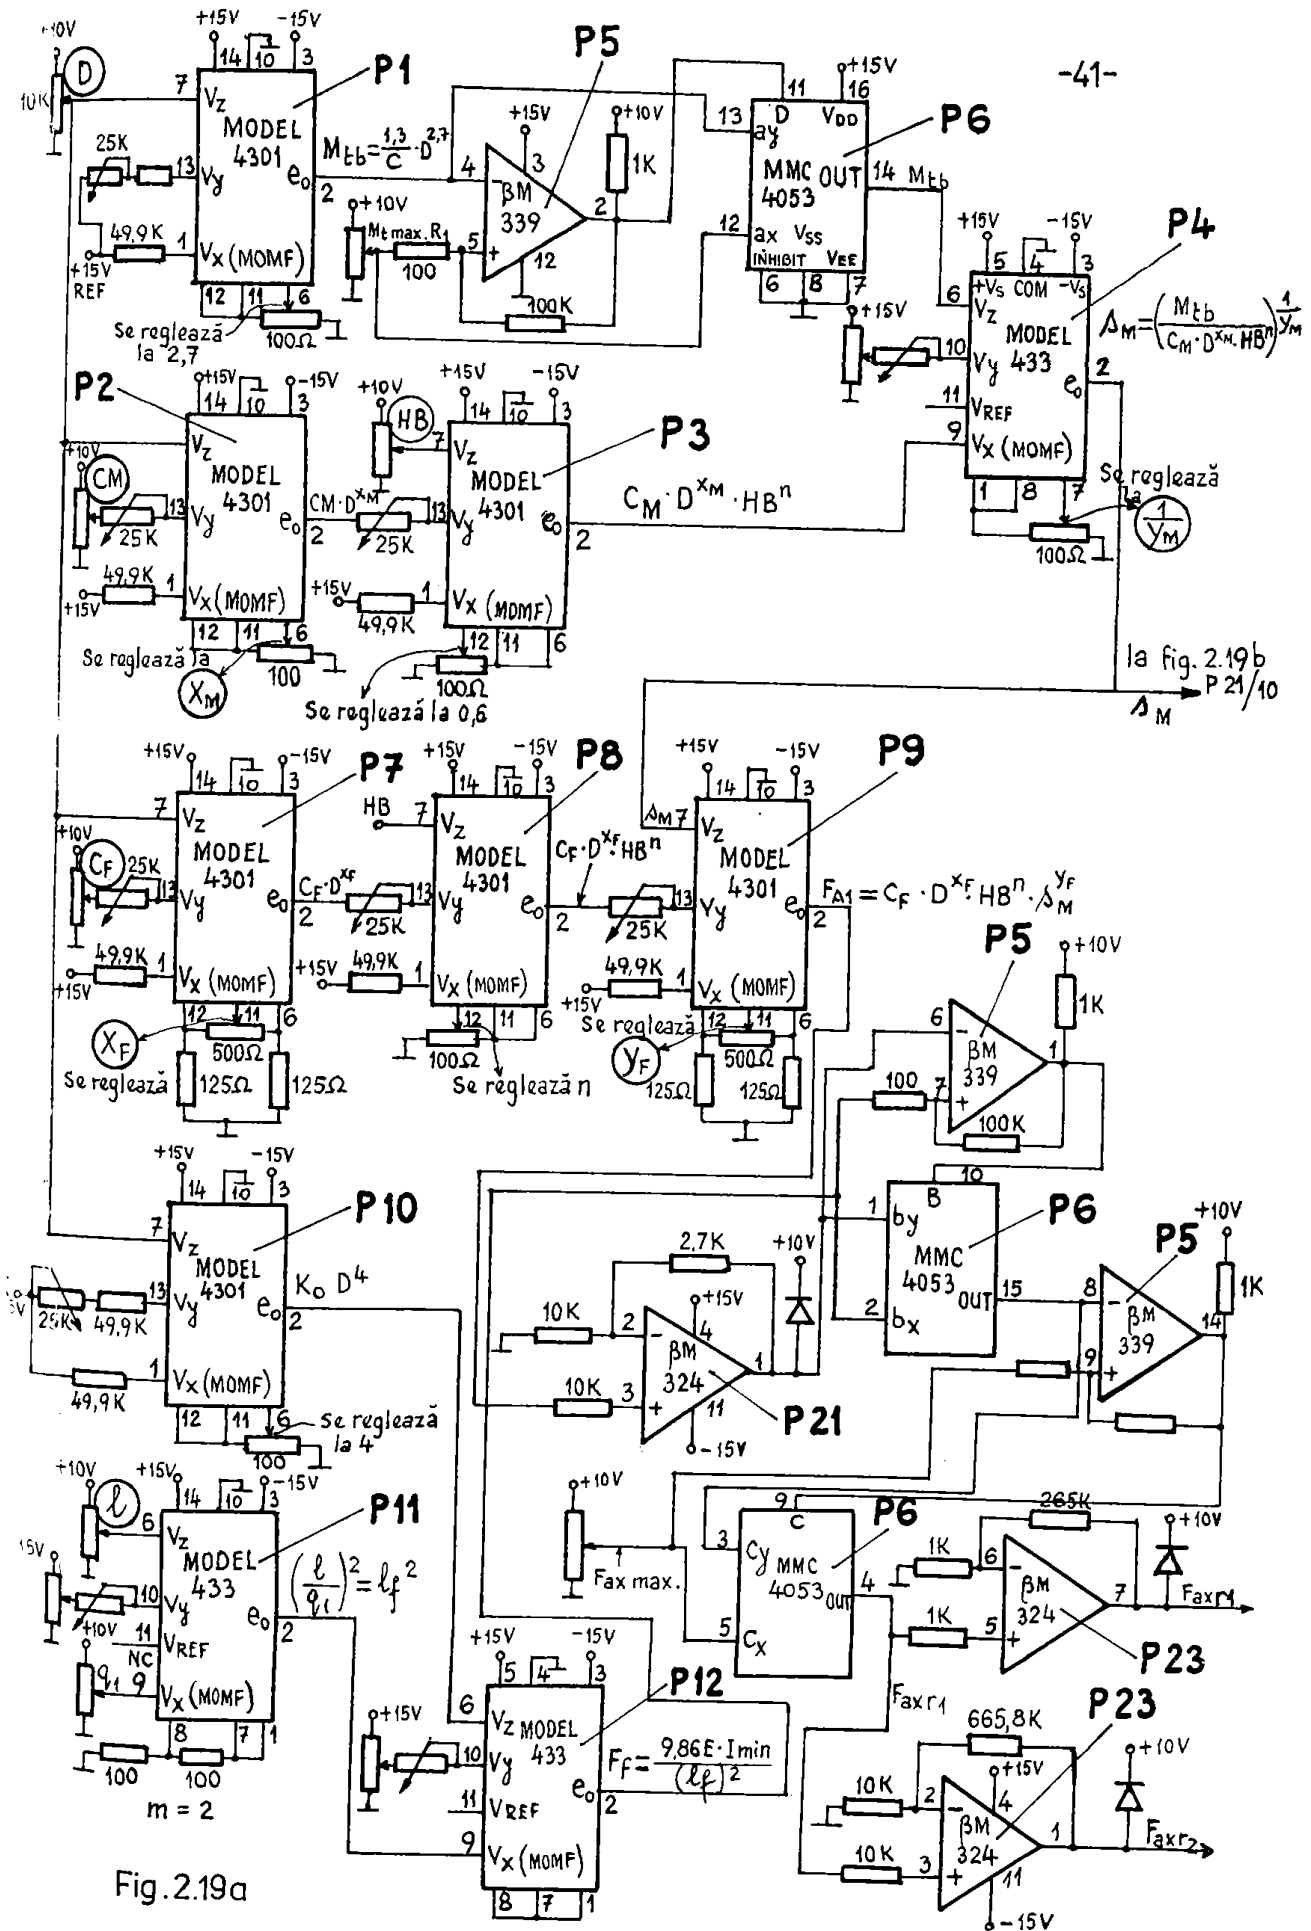 -41-
+10V
D
10K
+15V
-15V
14
10
3
P1
7
Vz
MODEL
4301
25K
13
Vy
e₀
2
49,9K
1
Vx (MOMF)
+15V
REF
12
11
6
100Ω
Se reglează
la 2,7
Mtb = 1,3/C · D^2,7
P5
+15V
3
+10V
1K
4
-
βM
339
2
+10V
Mt max. R1
100
5
+
12
100K
11
+15V
16
13
D
VDD
P6
ay
MMC
4053
OUT
14
Mtb
12
ax
VSS
INHIBIT
VEE
6
8
7
P4
+15V
-15V
5
4
3
+Vs
COM
-Vs
6
Vz
MODEL
433
+15V
10
Vy
e₀
2
11
VREF
9
Vx (MOMF)
1
8
7
Se reglează
la
1/YM
100Ω
sM = (Mtb / CM · D^xM · HB^n)^1/YM
P2
+15V
-15V
14
10
3
Vz
MODEL
4301
+10V
CM
13
Vy
25K
e₀
2
49,9K
1
+15V
Vx (MOMF)
12
11
6
Se reglează la
XM
100
CM · D^xM
+10V
HB
+15V
-15V
14
10
3
P3
7
Vz
MODEL
4301
13
Vy
25K
e₀
2
+15V
49,9K
1
Vx (MOMF)
12
11
6
100Ω
Se reglează la 0,6
CM · D^xM · HB^n
la fig. 2.19b
P21/10
sM
+15V
-15V
14
10
3
P7
7
Vz
MODEL
4301
+10V
CF
25K
13
Vy
e₀
2
49,9K
1
+15V
Vx (MOMF)
12
11
6
XF
500Ω
Se reglează
125Ω
125Ω
CF · D^xF
+15V
-15V
14
10
3
P8
HB
7
Vz
MODEL
4301
13
Vy
25K
e₀
2
+15V
49,9K
1
Vx (MOMF)
12
11
6
100Ω
Se reglează n
CF · D^xF · HB^n
+15V
-15V
14
10
3
P9
sM
7
Vz
MODEL
4301
13
Vy
25K
e₀
2
49,9K
1
+15V
Vx (MOMF)
Se reglează
12
11
6
YF
500Ω
125Ω
125Ω
FA1 = CF · D^xF · HB^n · sM^yF
P5
+10V
1K
6
-
βM
339
1
100
7
+
100K
+15V
-15V
14
10
3
P10
7
Vz
MODEL
4301
13
Vy
25K
49,9K
e₀
2
1
49,9K
Vx (MOMF)
12
11
6
100
Se reglează
la 4
K0 D^4
2,7K
+10V
10K
2
-
+15V
4
βM
324
1
10K
3
+
11
-15V
P21
10
B
P6
1
by
MMC
4053
OUT
15
2
bx
P5
+10V
1K
8
-
βM
339
14
9
+
+10V
Fax max.
9
C
P6
3
Cy
MMC
4053
OUT
4
5
Cx
265K
+10V
1K
6
-
βM
324
7
Faxr1
1K
5
+
P23
Faxr1
665,8K
P23
+10V
+15V
4
10K
2
-
βM
324
1
Faxr2
10K
3
+
11
-15V
+10V
+15V
-15V
14
10
3
P11
l
6
Vz
MODEL
433
10
Vy
e₀
2
+10V
11
NC
VREF
q1
9
Vx (MOMF)
8
7
1
100
100
m = 2
(l/q1)² = lf²
+15V
-15V
5
4
3
P12
6
Vz
MODEL
433
+15V
10
Vy
e₀
2
11
VREF
9
Vx (MOMF)
8
7
1
Ff = 9,86E · Imin / (lf)²
Fig. 2.19a